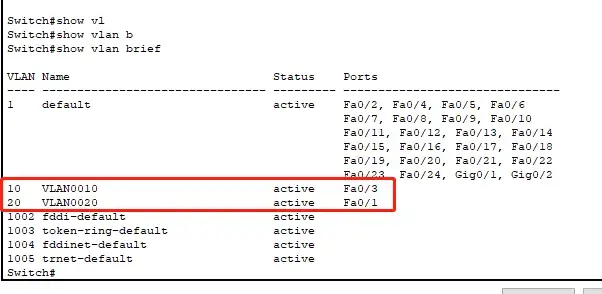 Switch#show vl
Switch#show vlan b
Switch#show vlan brief
VLAN Name                             Status    Ports
---- -------------------------------- --------- -------------------------------
1    default                          active    Fa0/2, Fa0/4, Fa0/5, Fa0/6
                                                Fa0/7, Fa0/8, Fa0/9, Fa0/10
                                                Fa0/11, Fa0/12, Fa0/13, Fa0/14
                                                Fa0/15, Fa0/16, Fa0/17, Fa0/18
                                                Fa0/19, Fa0/20, Fa0/21, Fa0/22
                                                Fa0/23, Fa0/24, Gig0/1, Gig0/2
10   VLAN0010                         active    Fa0/3
20   VLAN0020                         active    Fa0/1
1002 fddi-default                     active
1003 token-ring-default               active
1004 fddinet-default                  active
1005 trnet-default                    active
Switch#